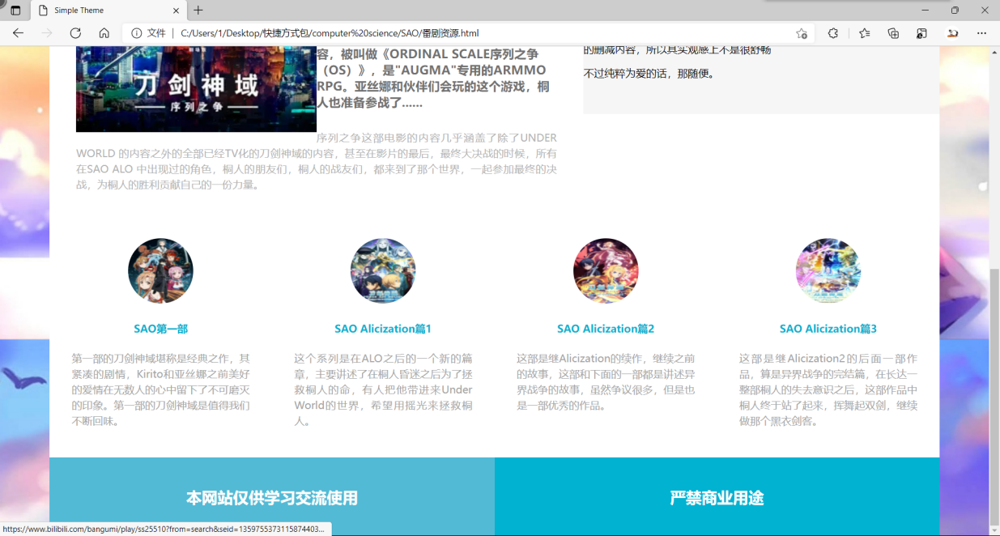 Simple Theme
文件 | C:/Users/1/Desktop/快捷方式包/computer%20science/SAO/番剧资源.html
刀剑神域
序列之争
容，被叫做《ORDINAL SCALE序列之争
（OS）》，是"AUGMA"专用的ARMMO
RPG。亚丝娜和伙伴们会玩的这个游戏，桐
人也准备参战了……
序列之争这部电影的内容几乎涵盖了除了UNDER
WORLD 的内容之外的全部已经TV化的刀剑神域的内容，甚至在影片的最后，最终大决战的时候，所有
在SAO ALO 中出现过的角色，桐人的朋友们，桐人的战友们，都来到了那个世界，一起参加最终的决
战，为桐人的胜利贡献自己的一份力量。
的删减内容，所以其实观感上不是很舒畅
不过纯粹为爱的话，那随便。
SAO第一部
第一部的刀剑神域堪称是经典之作，其
紧凑的剧情，Kirito和亚丝娜之前美好
的爱情在无数人的心中留下了不可磨灭
的印象。第一部的刀剑神域是值得我们
不断回味。
SAO Alicization篇1
这个系列是在ALO之后的一个新的篇
章，主要讲述了在桐人昏迷之后为了拯
救桐人的命，有人把他带进来Under
World的世界，希望用摇光来拯救桐
人。
SAO Alicization篇2
这部是继Alicization的续作，继续之前
的故事，这部和下面的一部都是讲述异
界战争的故事，虽然争议很多，但是也
是一部优秀的作品。
SAO Alicization篇3
这部是继Alicization2的后面一部作
品，算是异界战争的完结篇，在长达一
整部桐人的失去意识之后，这部作品中
桐人终于站了起来，挥舞起双剑，继续
做那个黑衣剑客。
本网站仅供学习交流使用
严禁商业用途
https://www.bilibili.com/bangumi/play/ss25510?from=search&seid=1359755373115874403...